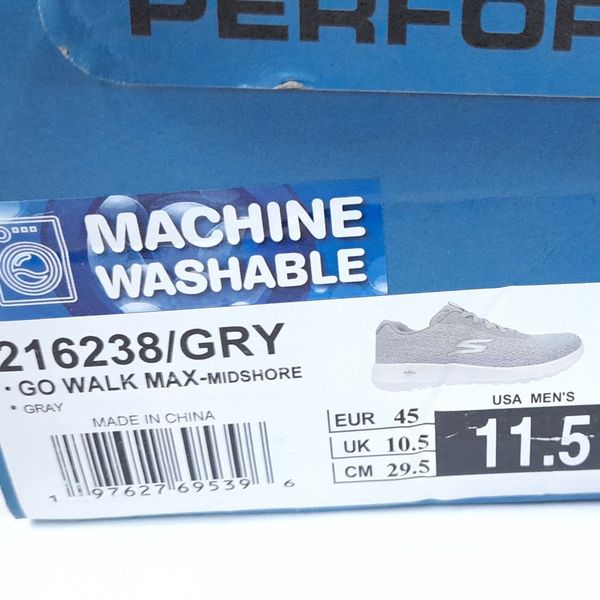 PERFOR
MACHINE
WASHABLE
216238/GRY
• GO WALK MAX-MIDSHORE
• GRAY
MADE IN CHINA
1 97627 69539 6
EUR 45
UK 10.5
CM 29.5
USA MEN'S
11.5